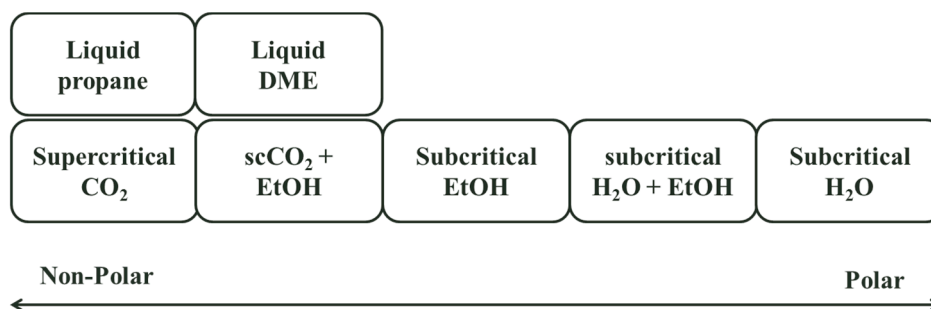 Liquid propane
Liquid DME
Supercritical CO₂
scCO₂ + EtOH
Subcritical EtOH
subcritical H₂O + EtOH
Subcritical H₂O
Non-Polar
Polar